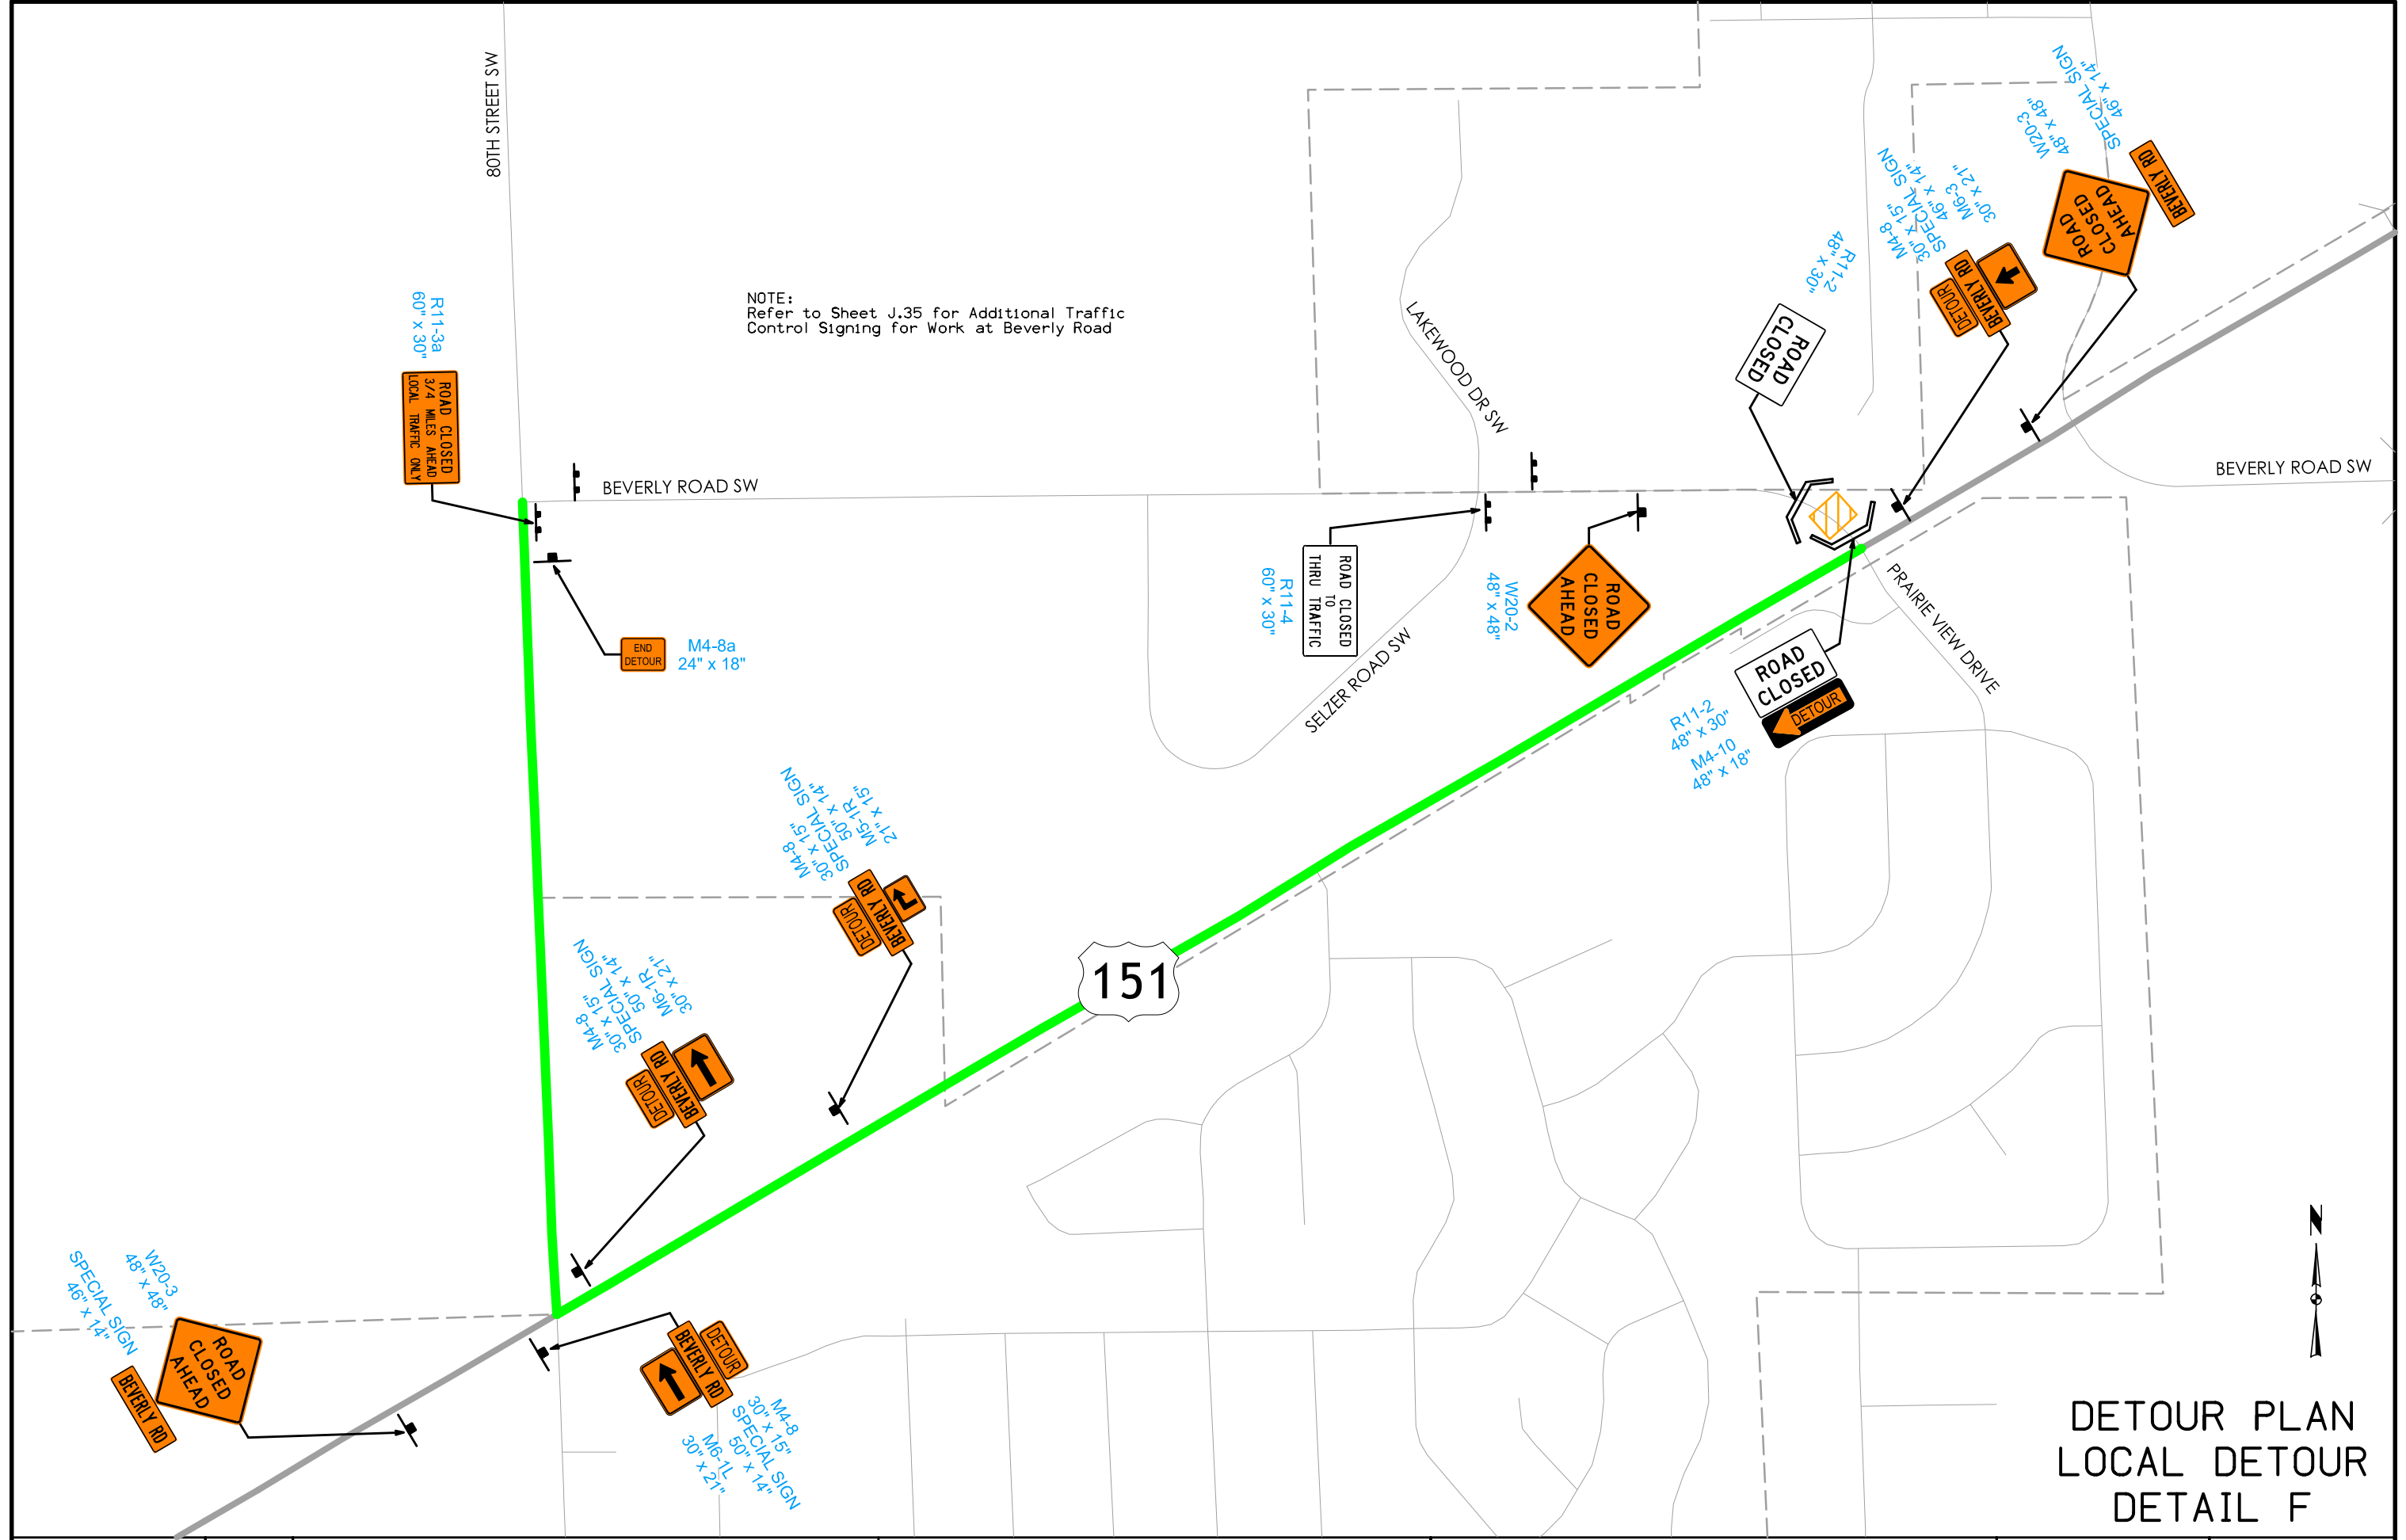 80TH STREET SW
NOTE:
Refer to Sheet J.35 for Additional Traffic
Control Signing for Work at Beverly Road
R11-3a
60" x 30"
ROAD CLOSED
3/4 MILES AHEAD
LOCAL TRAFFIC ONLY
BEVERLY ROAD SW
END
DETOUR
M4-8a
24" x 18"
LAKEWOOD DR SW
SELZER ROAD SW
R11-4
60" x 30"
ROAD CLOSED
TO
THRU TRAFFIC
W20-2
48" x 48"
ROAD
CLOSED
AHEAD
R11-2
48" x 30"
ROAD
CLOSED
M4-8
30" x 15"
SPECIAL SIGN
46" x 14"
M6-3
30" x 21"
DETOUR
BEVERLY RD
W20-3
48" x 48"
SPECIAL SIGN
46" x 14"
ROAD
CLOSED
AHEAD
BEVERLY RD
BEVERLY ROAD SW
PRAIRIE VIEW DRIVE
ROAD
CLOSED
DETOUR
R11-2
48" x 30"
M4-10
48" x 18"
M4-8
30" x 15"
SPECIAL SIGN
50" x 14"
M5-1R
21" x 15"
DETOUR
BEVERLY RD
151
M4-8
30" x 15"
SPECIAL SIGN
50" x 14"
M6-1R
30" x 21"
DETOUR
BEVERLY RD
W20-3
48" x 48"
SPECIAL SIGN
46" x 14"
ROAD
CLOSED
AHEAD
BEVERLY RD
DETOUR
BEVERLY RD
M4-8
30" x 15"
SPECIAL SIGN
50" x 14"
M6-1L
30" x 21"
N
DETOUR PLAN
LOCAL DETOUR
DETAIL F